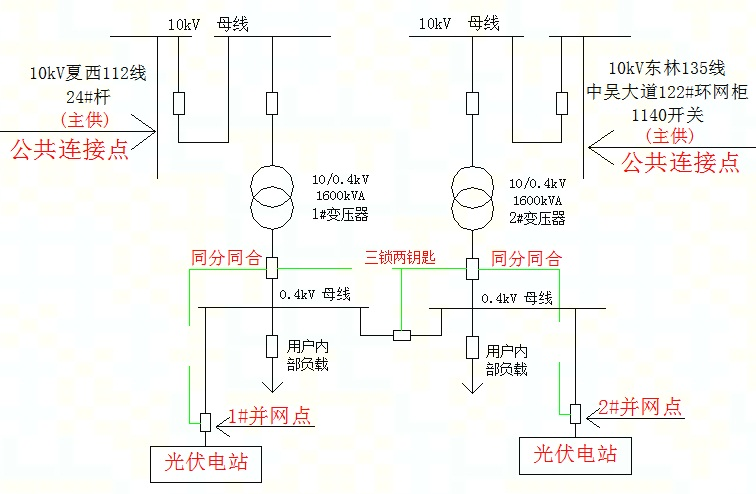 10kV 母线
10kV 母线
10kV夏西112线
24#杆
(主供)
公共连接点
10kV东林135线
中吴大道122#环网柜
1140开关
(主供)
公共连接点
10/0.4kV
1600kVA
1#变压器
10/0.4kV
1600kVA
2#变压器
同分同合
三锁两钥匙
同分同合
0.4kV 母线
0.4kV 母线
用户内
部负载
用户内
部负载
1#并网点
2#并网点
光伏电站
光伏电站